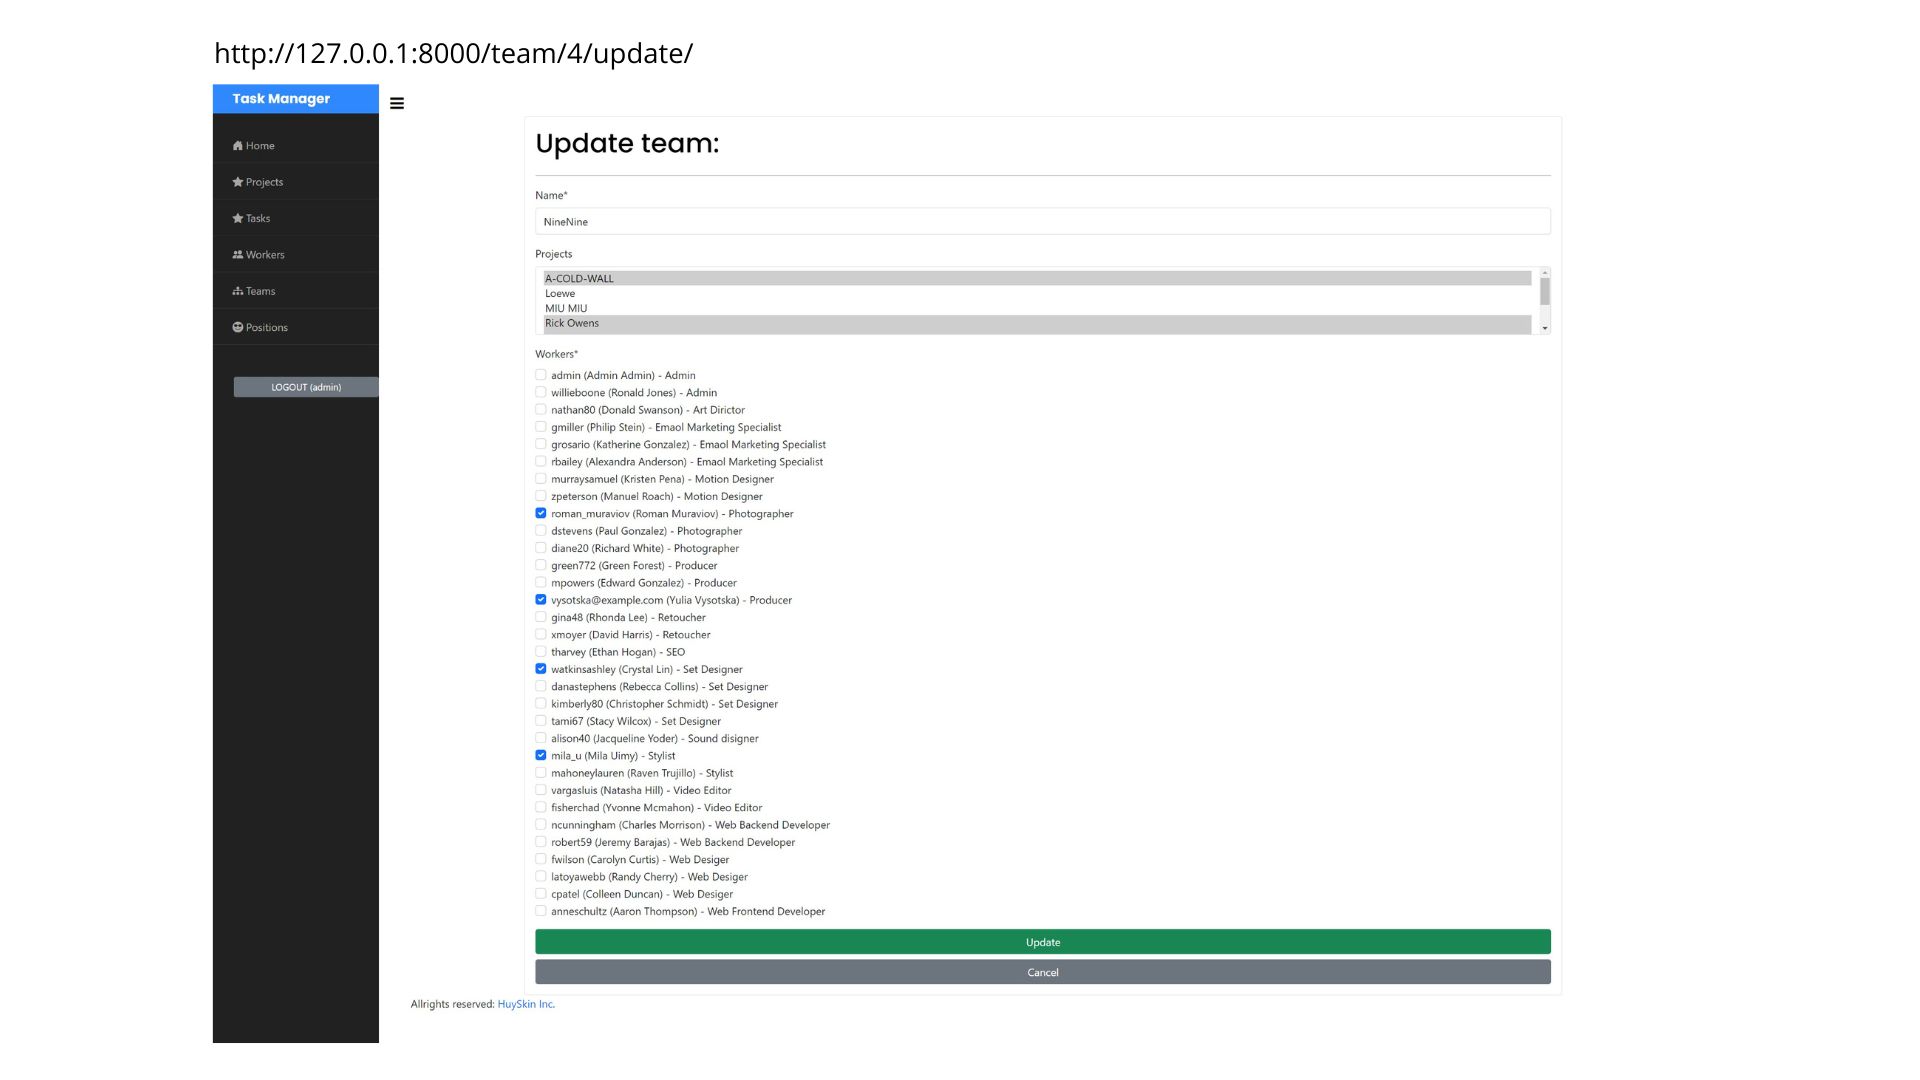 http://127.0.0.1:8000/team/4/update/
Task Manager
Home
Projects
Tasks
Workers
Teams
Positions
LOGOUT (admin)
Update team:
Name*
NineNine
Projects
A-COLD-WALL
Loewe
MIU MIU
Rick Owens
Workers*
admin (Admin Admin) - Admin
willieboone (Ronald Jones) - Admin
nathan80 (Donald Swanson) - Art Dirictor
gmiller (Philip Stein) - Emaol Marketing Specialist
grosario (Katherine Gonzalez) - Emaol Marketing Specialist
rbailey (Alexandra Anderson) - Emaol Marketing Specialist
murraysamuel (Kristen Pena) - Motion Designer
zpeterson (Manuel Roach) - Motion Designer
roman_muraviov (Roman Muraviov) - Photographer
dstevens (Paul Gonzalez) - Photographer
diane20 (Richard White) - Photographer
green772 (Green Forest) - Producer
mpowers (Edward Gonzalez) - Producer
vysotska@example.com (Yulia Vysotska) - Producer
gina48 (Rhonda Lee) - Retoucher
xmoyer (David Harris) - Retoucher
tharvey (Ethan Hogan) - SEO
watkinsashley (Crystal Lin) - Set Designer
danastephens (Rebecca Collins) - Set Designer
kimberly80 (Christopher Schmidt) - Set Designer
tami67 (Stacy Wilcox) - Set Designer
alison40 (Jacqueline Yoder) - Sound disigner
mila_u (Mila Uimy) - Stylist
mahoneylauren (Raven Trujillo) - Stylist
vargasluis (Natasha Hill) - Video Editor
fisherchad (Yvonne Mcmahon) - Video Editor
ncunningham (Charles Morrison) - Web Backend Developer
robert59 (Jeremy Barajas) - Web Backend Developer
fwilson (Carolyn Curtis) - Web Desiger
latoyawebb (Randy Cherry) - Web Desiger
cpatel (Colleen Duncan) - Web Desiger
anneschultz (Aaron Thompson) - Web Frontend Developer
Update
Cancel
Allrights reserved: HuySkin Inc.